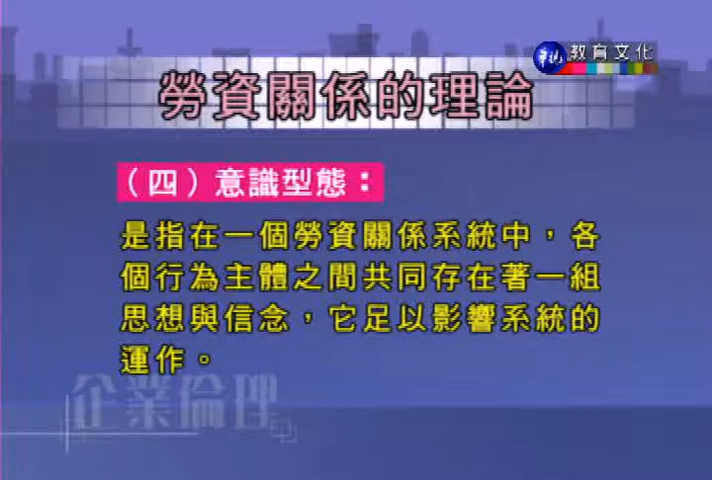 華視 教育文化
勞資關係的理論
（四）意識型態：
是指在一個勞資關係系統中，各
個行為主體之間共同存在著一組
思想與信念，它足以影響系統的
運作。
企業倫理